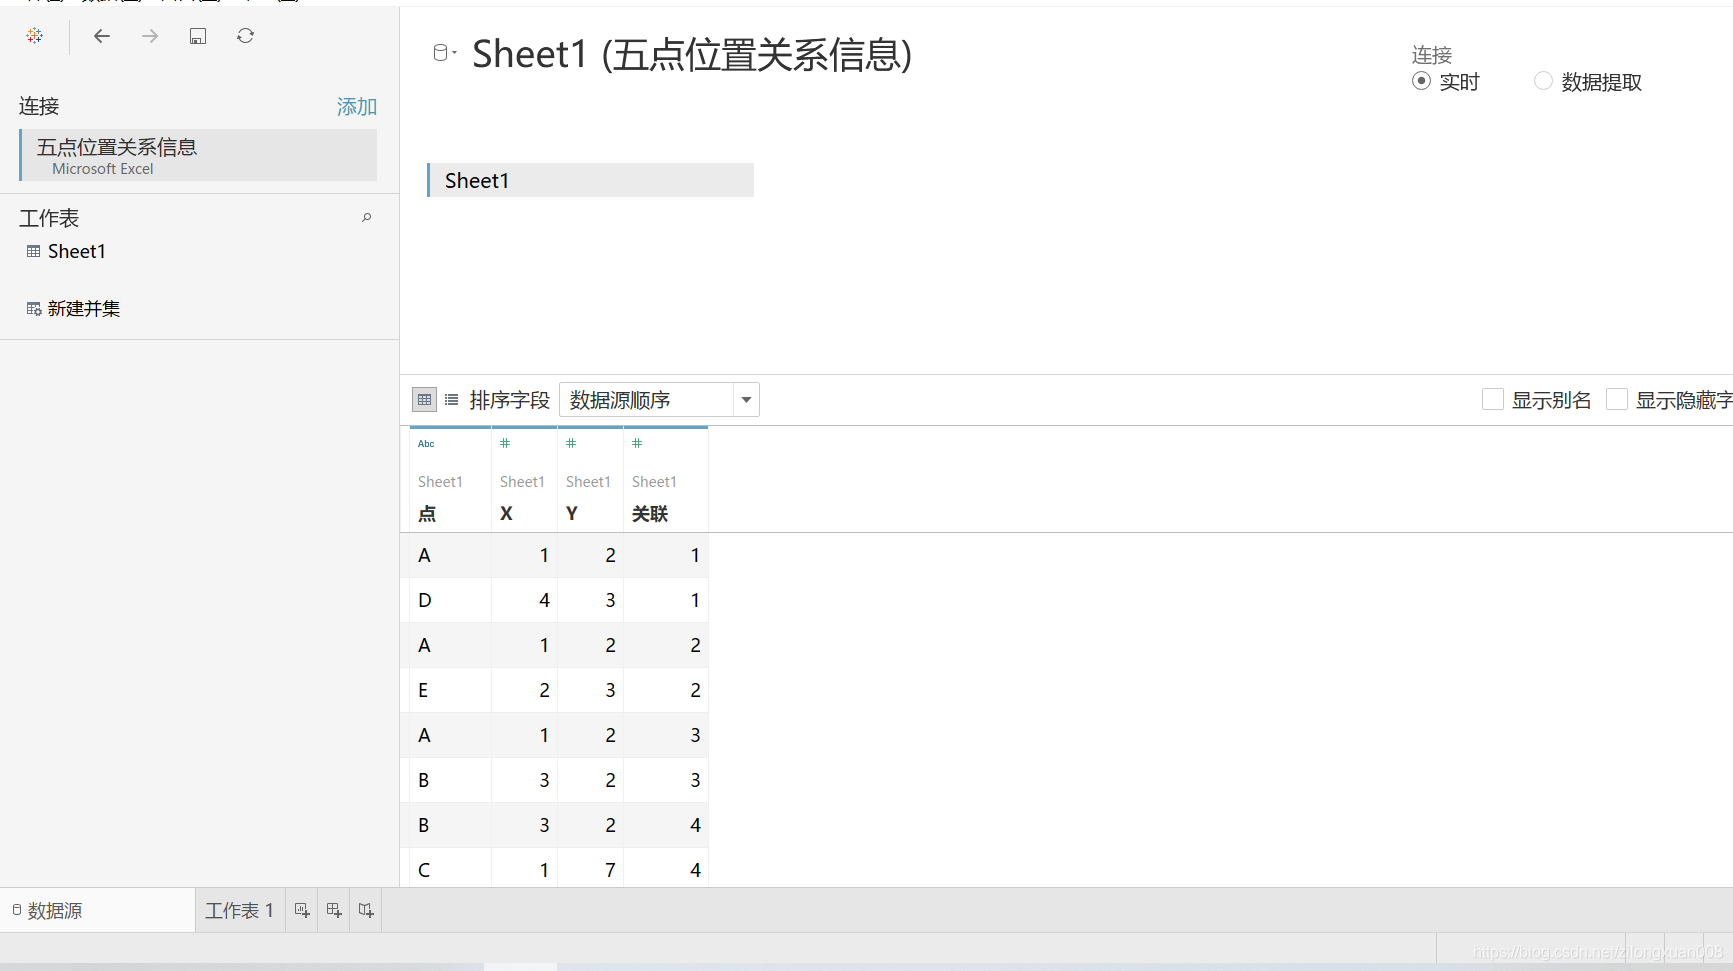 Sheet1 (五点位置关系信息)
连接
实时
数据提取
连接
添加
五点位置关系信息
Microsoft Excel
工作表
Sheet1
新建并集
Sheet1
排序字段
数据源顺序
显示别名
显示隐藏字
Abc # # #
Sheet1 Sheet1 Sheet1 Sheet1
点 X Y 关联
A 1 2 1
D 4 3 1
A 1 2 2
E 2 3 2
A 1 2 3
B 3 2 3
B 3 2 4
C 1 7 4
数据源
工作表 1
https://blog.csdn.net/zilongxuan008